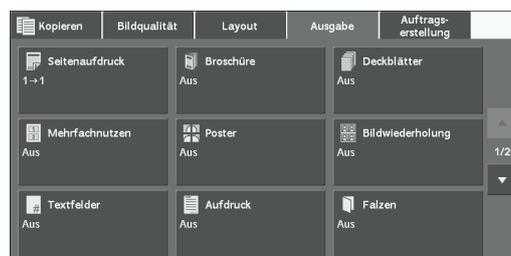 Kopieren
Bildqualität
Layout
Ausgabe
Auftrags-
erstellung
Seitenaufdruck
1→1
Broschüre
Aus
Deckblätter
Aus
Mehrfachnutzen
Aus
Poster
Aus
Bildwiederholung
Aus
1/2
Textfelder
Aus
Aufdruck
Aus
Falzen
Aus